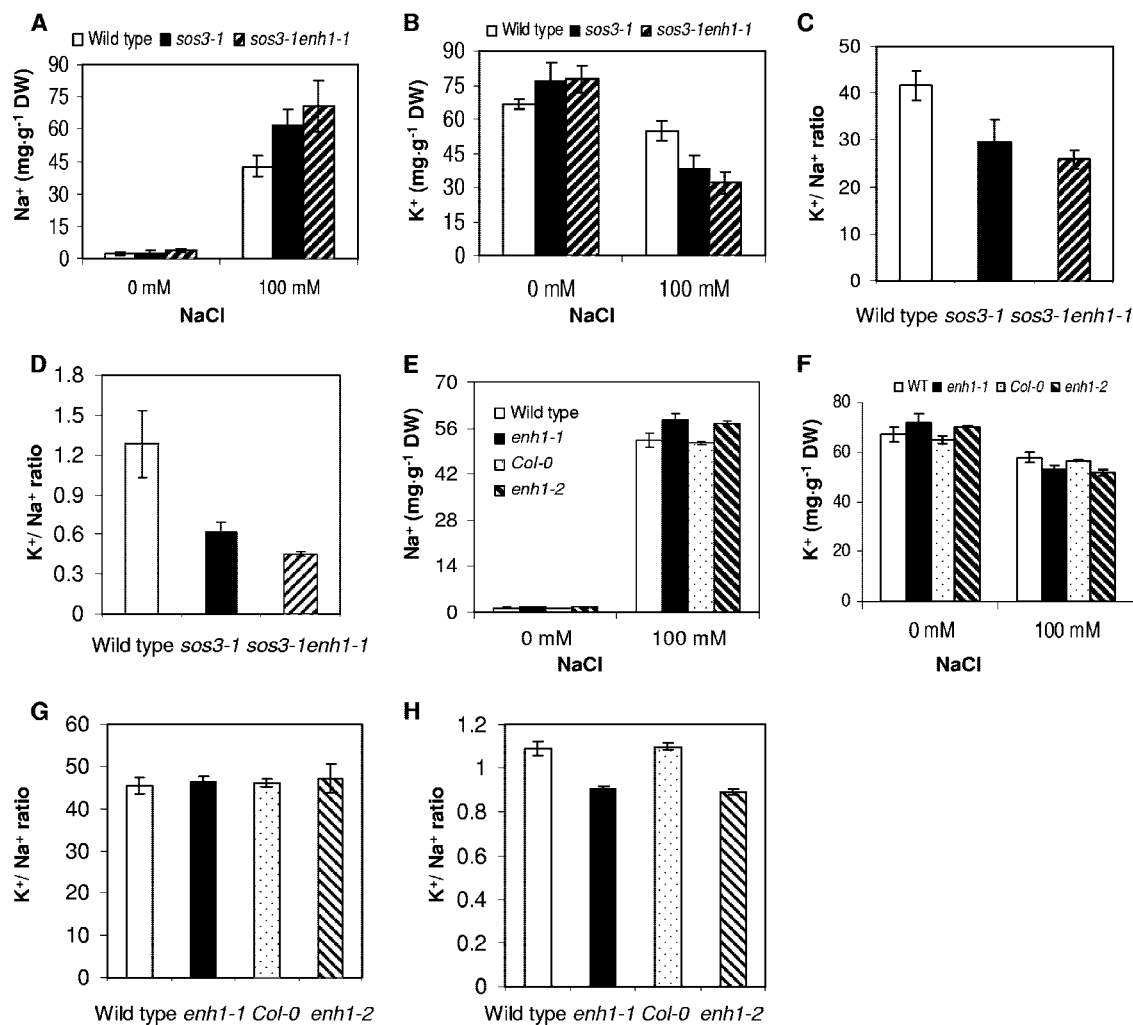 A
Wild type sos3-1 sos3-1enh1-1
Na+ (mg·g-1 DW)
90
75
60
45
30
15
0
0 mM 100 mM
NaCl
B
Wild type sos3-1 sos3-1enh1-1
K+ (mg·g-1 DW)
90
75
60
45
30
15
0
0 mM 100 mM
NaCl
C
K+/ Na+ ratio
50
40
30
20
10
0
Wild type sos3-1 sos3-1enh1-1
D
K+/ Na+ ratio
1.8
1.5
1.2
0.9
0.6
0.3
0
Wild type sos3-1 sos3-1enh1-1
E
Na+ (mg·g-1 DW)
70
56
42
28
14
0
Wild type
enh1-1
Col-0
enh1-2
0 mM 100 mM
NaCl
F
WT enh1-1 Col-0 enh1-2
K+ (mg·g-1 DW)
80
60
40
20
0
0 mM 100 mM
NaCl
G
K+/ Na+ ratio
60
50
40
30
20
10
0
Wild type enh1-1 Col-0 enh1-2
H
K+/ Na+ ratio
1.2
1
0.8
0.6
0.4
0.2
0
Wild type enh1-1 Col-0 enh1-2